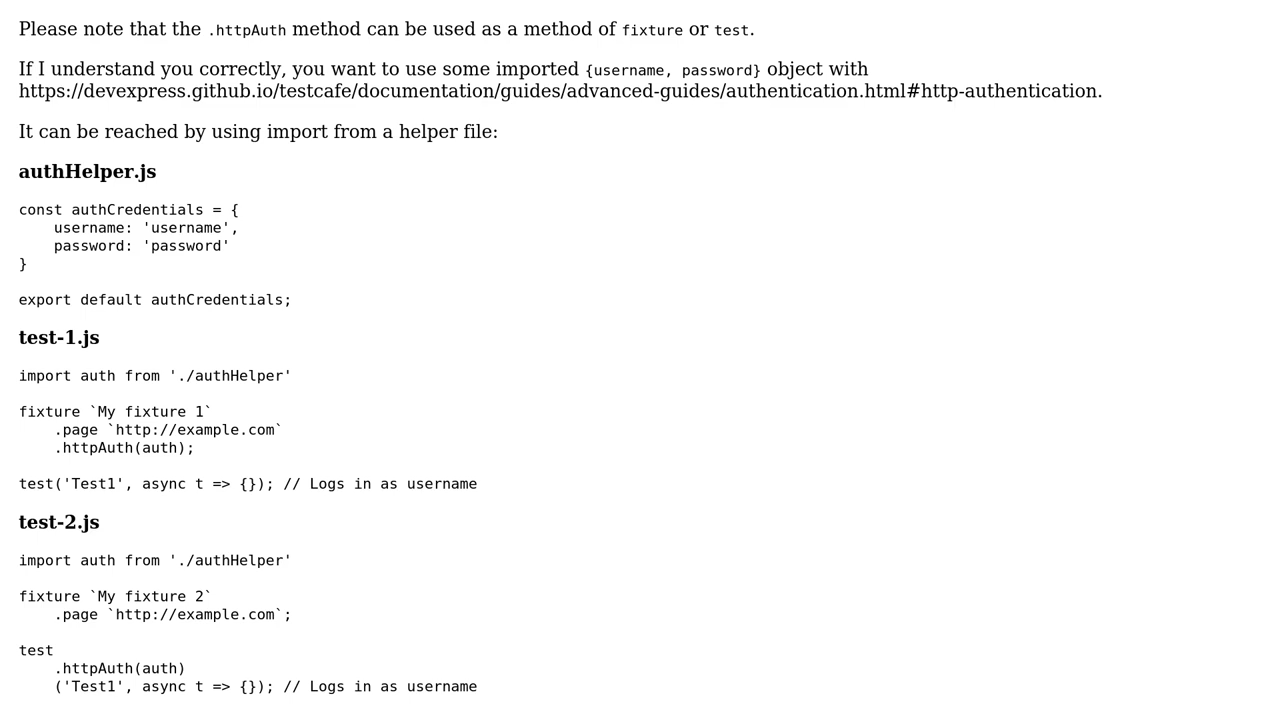 Please note that the .httpAuth method can be used as a method of fixture or test.
If I understand you correctly, you want to use some imported {username, password} object with
https://devexpress.github.io/testcafe/documentation/guides/advanced-guides/authentication.html#http-authentication.
It can be reached by using import from a helper file:
authHelper.js
const authCredentials = {
    username: 'username',
    password: 'password'
}
export default authCredentials;
test-1.js
import auth from './authHelper'
fixture `My fixture 1`
    .page `http://example.com`
    .httpAuth(auth);
test('Test1', async t => {}); // Logs in as username
test-2.js
import auth from './authHelper'
fixture `My fixture 2`
    .page `http://example.com`;
test
    .httpAuth(auth)
    ('Test1', async t => {}); // Logs in as username